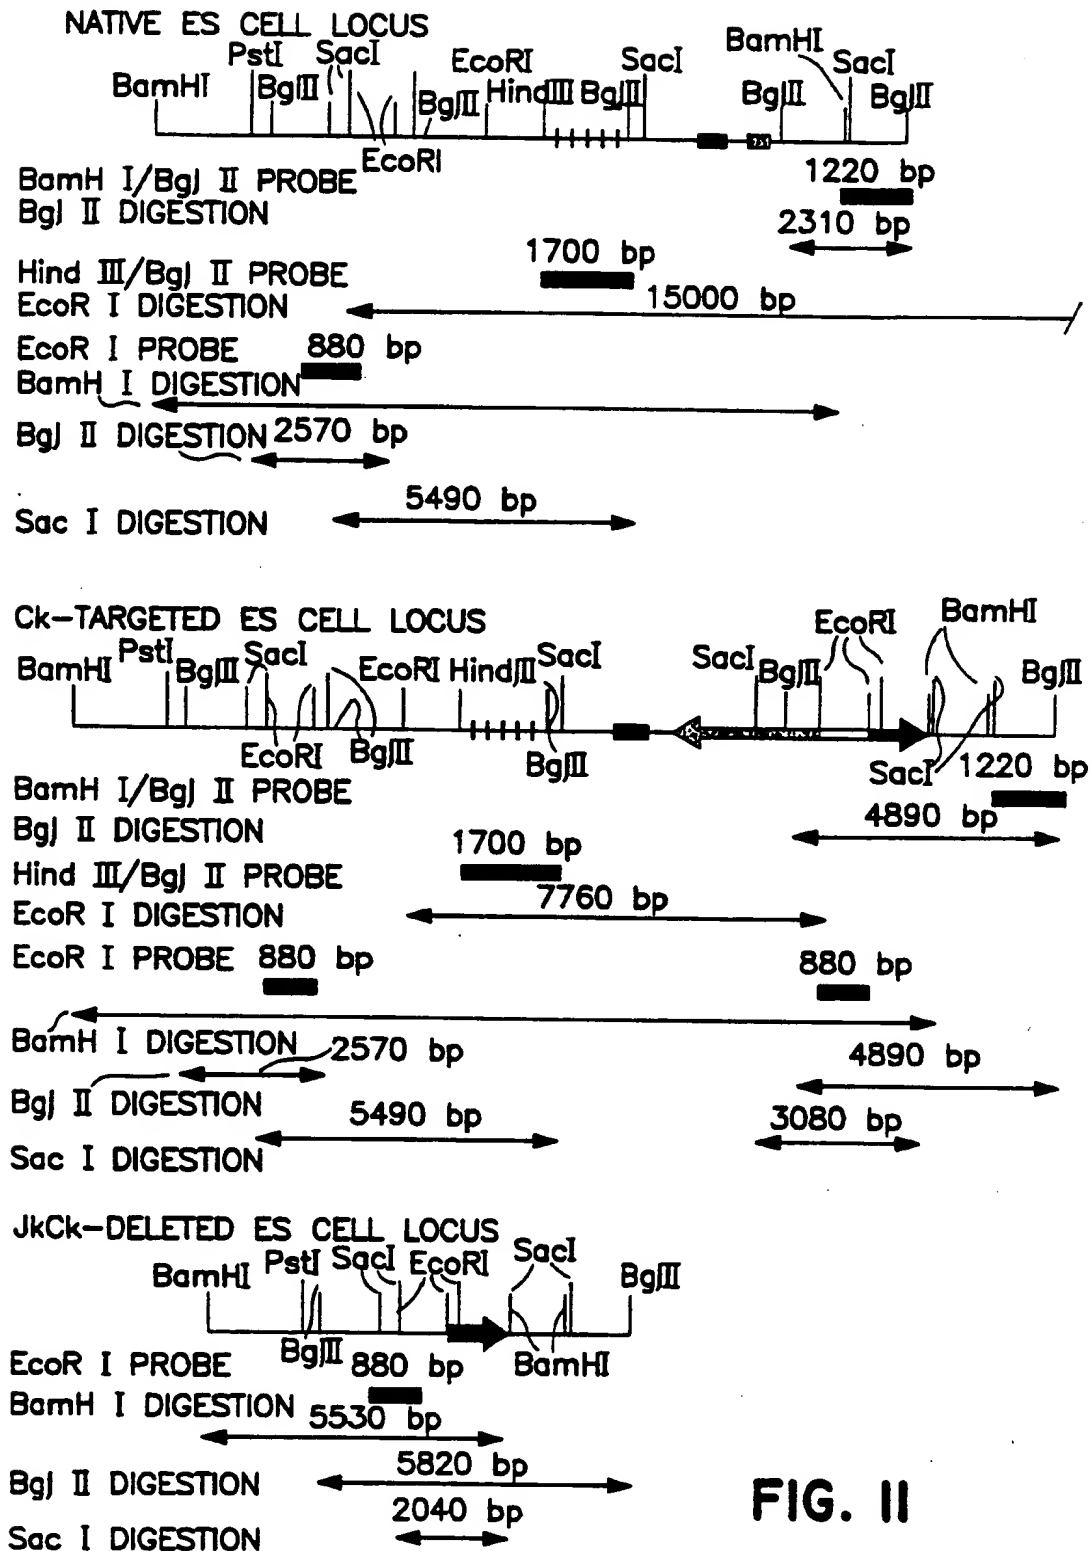 NATIVE ES CELL LOCUS
BamHI PstI BglII SacI EcoRI BglII EcoRI HindIII BglII SacI BglII BamHI SacI BglII
BamH I/Bgl II PROBE 1220 bp
Bgl II DIGESTION 2310 bp
Hind III/Bgl II PROBE 1700 bp
EcoR I DIGESTION 15000 bp
EcoR I PROBE 880 bp
BamH I DIGESTION
Bgl II DIGESTION 2570 bp
Sac I DIGESTION 5490 bp
Ck-TARGETED ES CELL LOCUS
BamHI PstI BglII SacI EcoRI BglII EcoRI HindIII SacI BglII SacI BglII EcoRI BamHI SacI BglII
BamH I/Bgl II PROBE 1220 bp
Bgl II DIGESTION 4890 bp
Hind III/Bgl II PROBE 1700 bp
EcoR I DIGESTION 7760 bp
EcoR I PROBE 880 bp 880 bp
BamH I DIGESTION
Bgl II DIGESTION 2570 bp 4890 bp
Sac I DIGESTION 5490 bp 3080 bp
JkCk-DELETED ES CELL LOCUS
BamHI PstI BglII SacI EcoRI SacI BamHI BglII
EcoR I PROBE 880 bp
BamH I DIGESTION 5530 bp
Bgl II DIGESTION 5820 bp
Sac I DIGESTION 2040 bp
FIG. 11